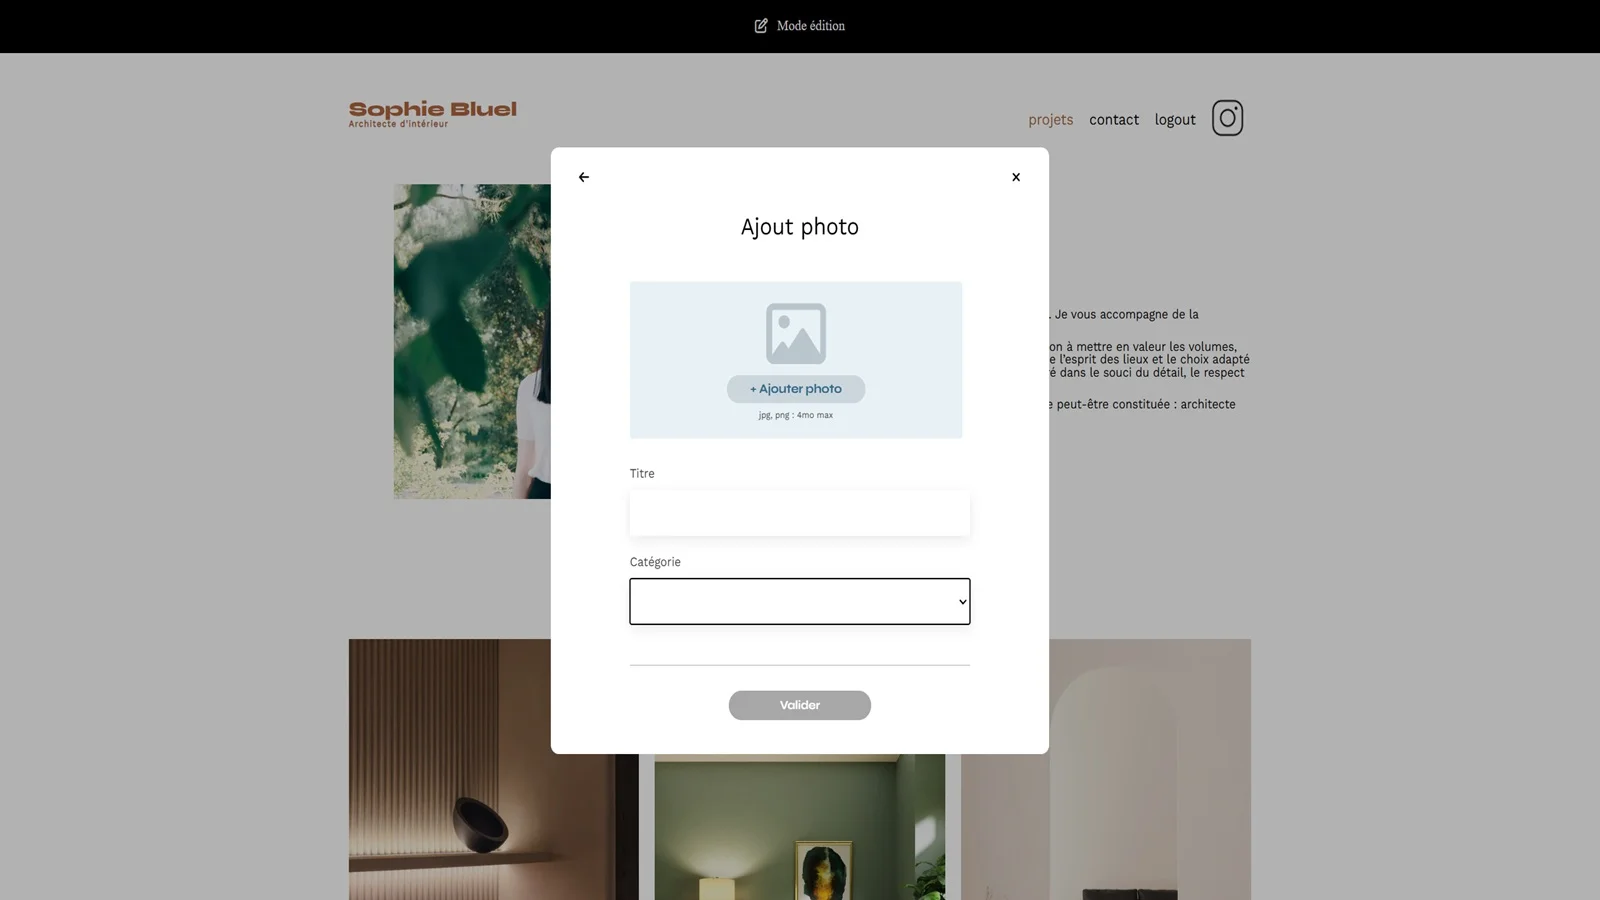 Mode édition
Sophie Bluel
Architecte d'intérieur
projets
contact
logout
Ajout photo
+ Ajouter photo
jpg, png : 4mo max
. Je vous accompagne de la
on à mettre en valeur les volumes,
e l'esprit des lieux et le choix adapté
é dans le souci du détail, le respect
e peut-être constituée : architecte
Titre
Catégorie
Valider